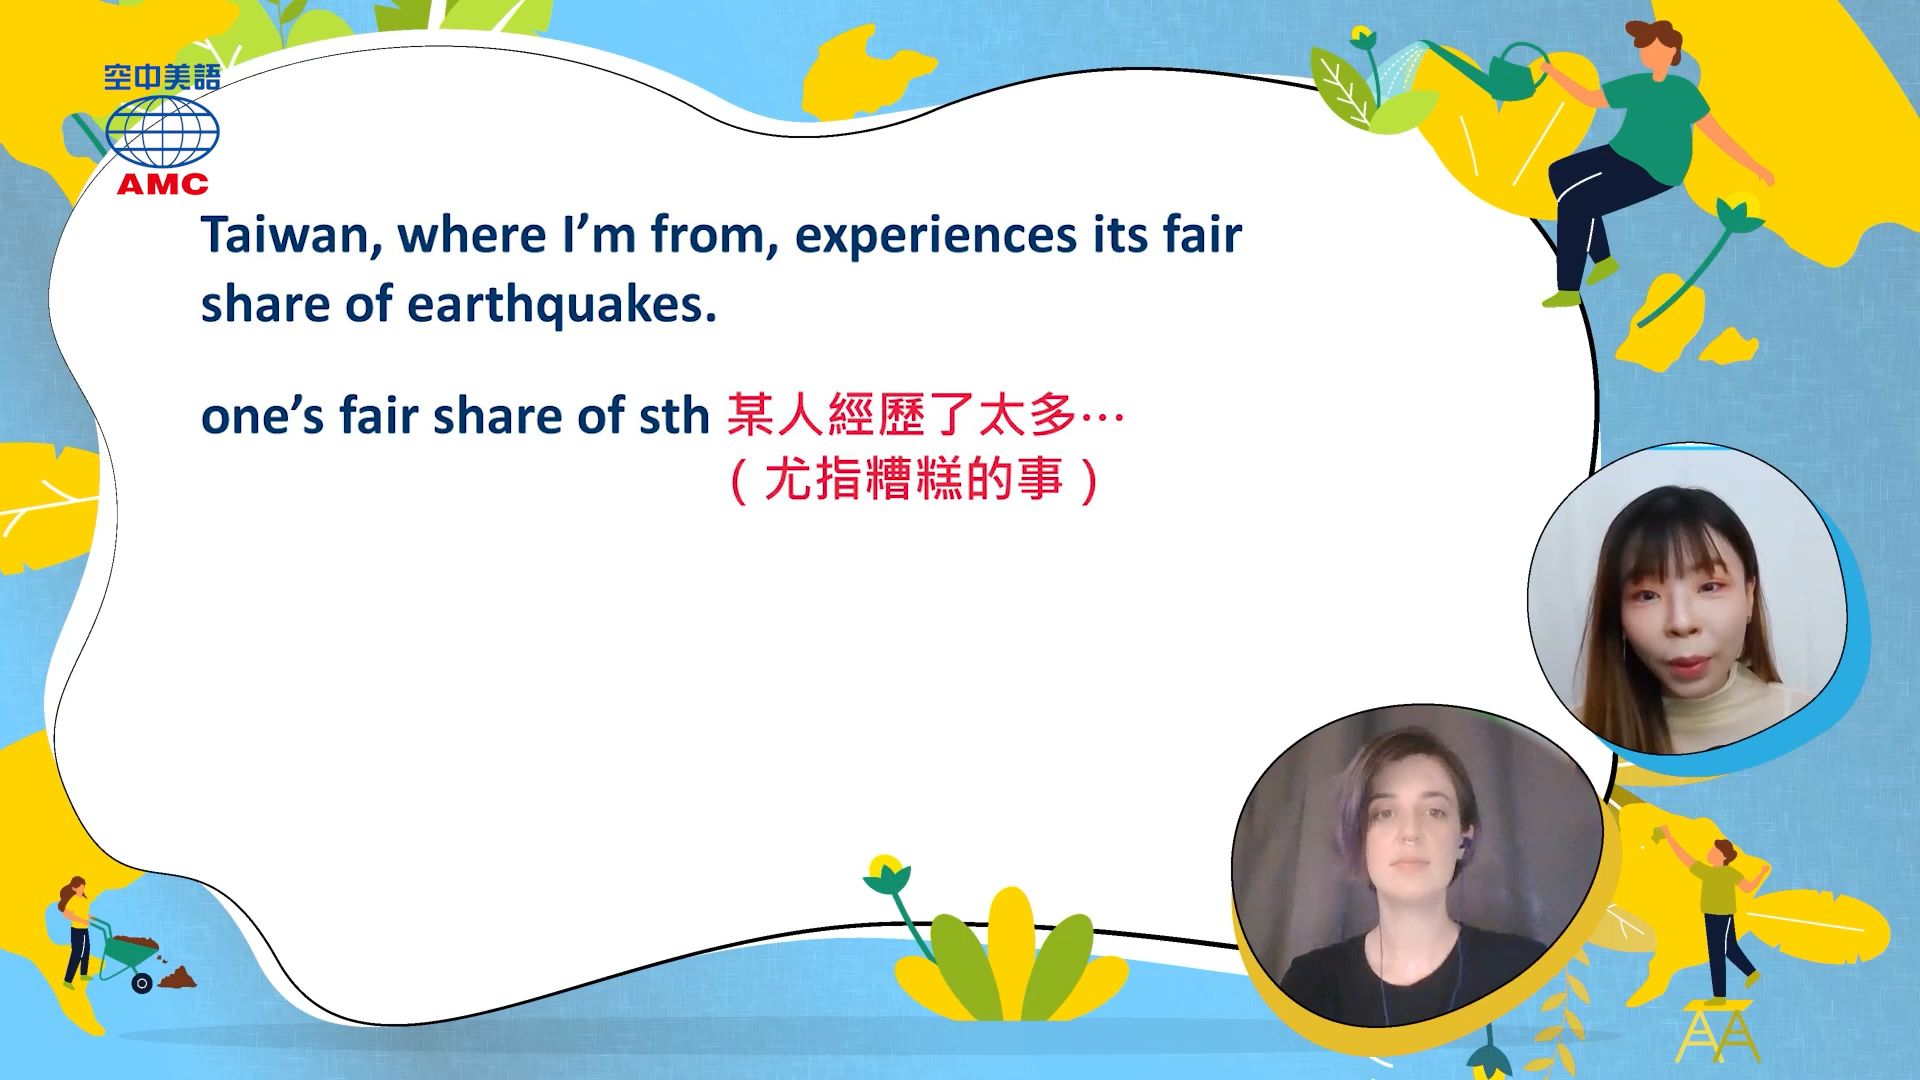 空中美語
AMC
Taiwan, where I’m from, experiences its fair
share of earthquakes.
one’s fair share of sth 某人經歷了太多…
（尤指糟糕的事）